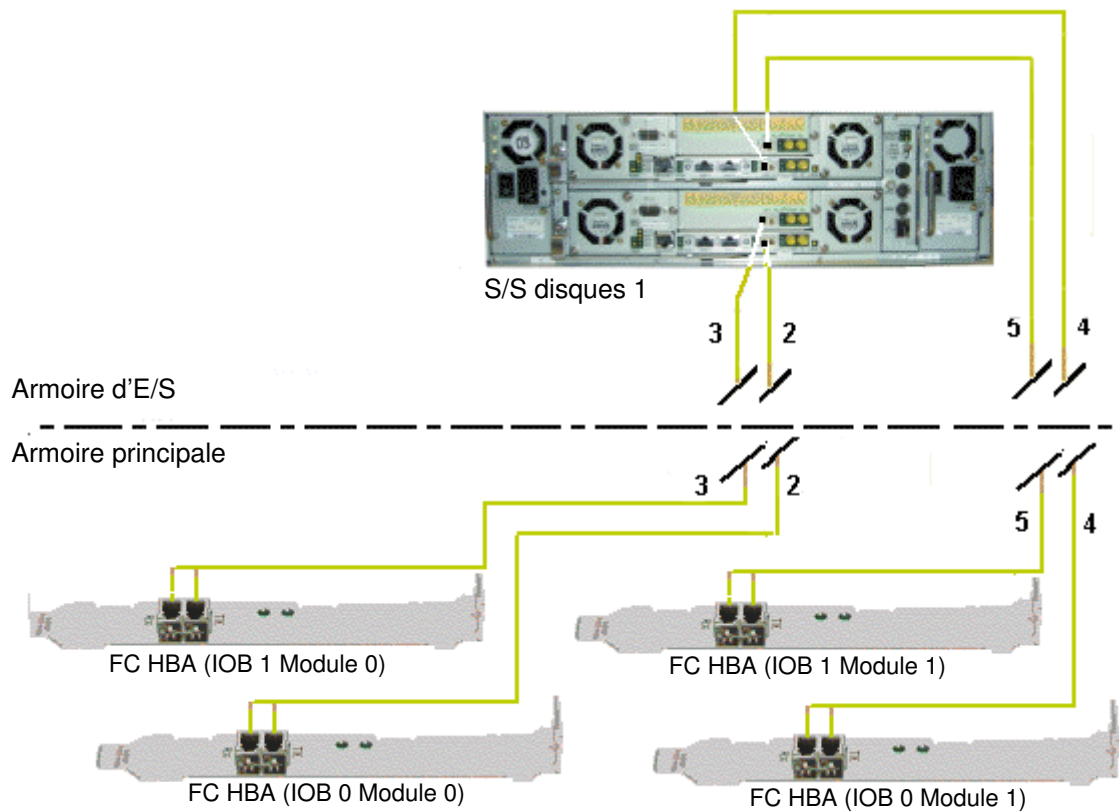 S/S disques 1
3 2 5 4
Armoire d'E/S
Armoire principale
3 2 5 4
FC HBA (IOB 1 Module 0)
FC HBA (IOB 1 Module 1)
FC HBA (IOB 0 Module 0)
FC HBA (IOB 0 Module 1)